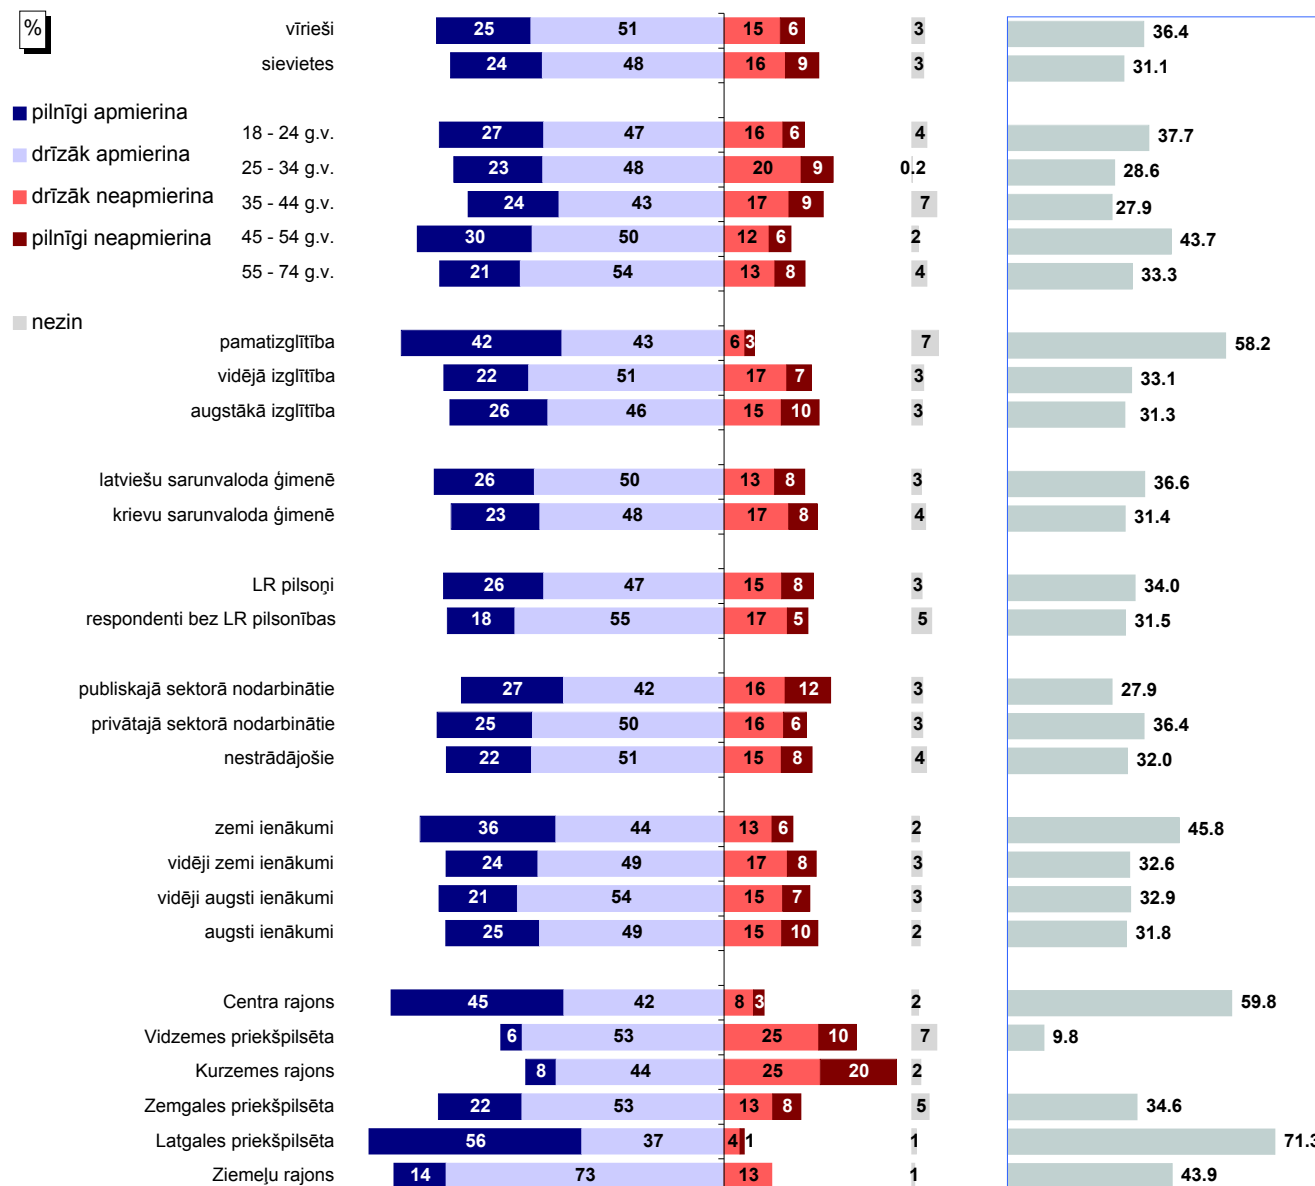 %
pilnīgi apmierina
drīzāk apmierina
drīzāk neapmierina
pilnīgi neapmierina
nezin
vīrieši 25 51 15 6 3 36.4
sievietes 24 48 16 9 3 31.1
18 - 24 g.v. 27 47 16 6 4 37.7
25 - 34 g.v. 23 48 20 9 0.2 28.6
35 - 44 g.v. 24 43 17 9 7 27.9
45 - 54 g.v. 30 50 12 6 2 43.7
55 - 74 g.v. 21 54 13 8 4 33.3
pamatizglītība 42 43 6 3 7 58.2
vidējā izglītība 22 51 17 7 3 33.1
augstākā izglītība 26 46 15 10 3 31.3
latviešu sarunvaloda ģimenē 26 50 13 8 3 36.6
krievu sarunvaloda ģimenē 23 48 17 8 4 31.4
LR pilsoņi 26 47 15 8 3 34.0
respondenti bez LR pilsonības 18 55 17 5 5 31.5
publiskajā sektorā nodarbinātie 27 42 16 12 3 27.9
privātajā sektorā nodarbinātie 25 50 16 6 3 36.4
nestrādājošie 22 51 15 8 4 32.0
zemi ienākumi 36 44 13 6 2 45.8
vidēji zemi ienākumi 24 49 17 8 3 32.6
vidēji augsti ienākumi 21 54 15 7 3 32.9
augsti ienākumi 25 49 15 10 2 31.8
Centra rajons 45 42 8 3 2 59.8
Vidzemes priekšpilsēta 6 53 25 10 7 9.8
Kurzemes rajons 8 44 25 20 2
Zemgales priekšpilsēta 22 53 13 8 5 34.6
Latgales priekšpilsēta 56 37 4 1 1 71.3
Ziemeļu rajons 14 73 13 1 43.9